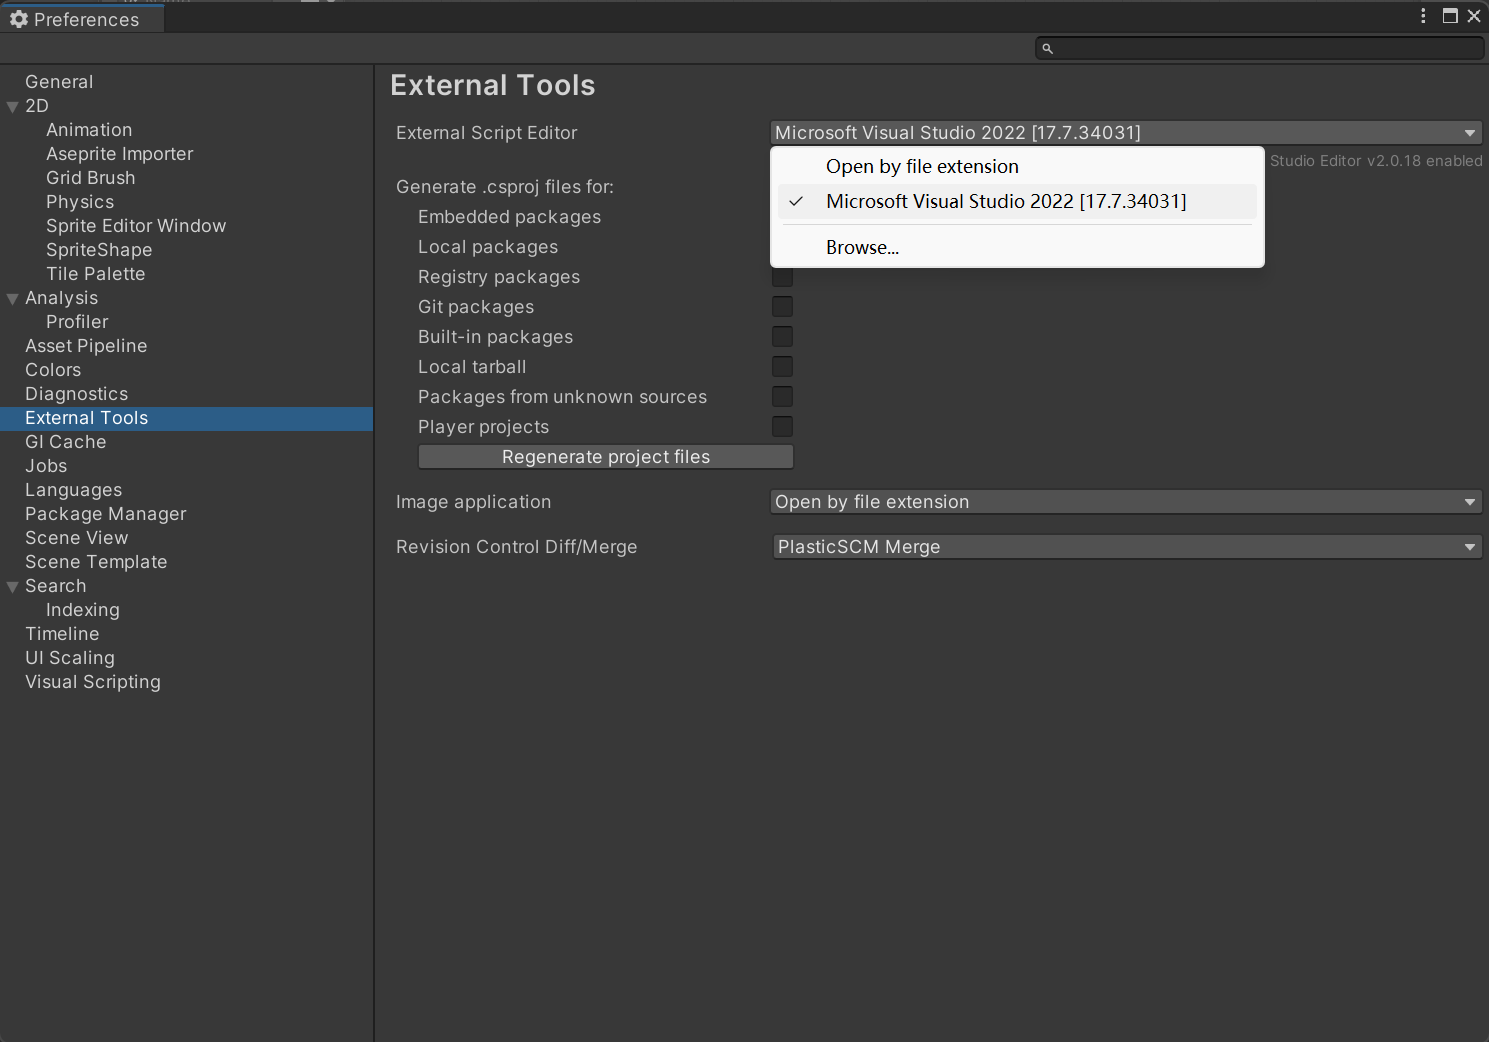 Preferences
General
2D
Animation
Aseprite Importer
Grid Brush
Physics
Sprite Editor Window
SpriteShape
Tile Palette
Analysis
Profiler
Asset Pipeline
Colors
Diagnostics
External Tools
GI Cache
Jobs
Languages
Package Manager
Scene View
Scene Template
Search
Indexing
Timeline
UI Scaling
Visual Scripting
External Tools
External Script Editor
Microsoft Visual Studio 2022 [17.7.34031]
Open by file extension
Microsoft Visual Studio 2022 [17.7.34031]
Browse...
Studio Editor v2.0.18 enabled
Generate .csproj files for:
Embedded packages
Local packages
Registry packages
Git packages
Built-in packages
Local tarball
Packages from unknown sources
Player projects
Regenerate project files
Image application
Open by file extension
Revision Control Diff/Merge
PlasticSCM Merge